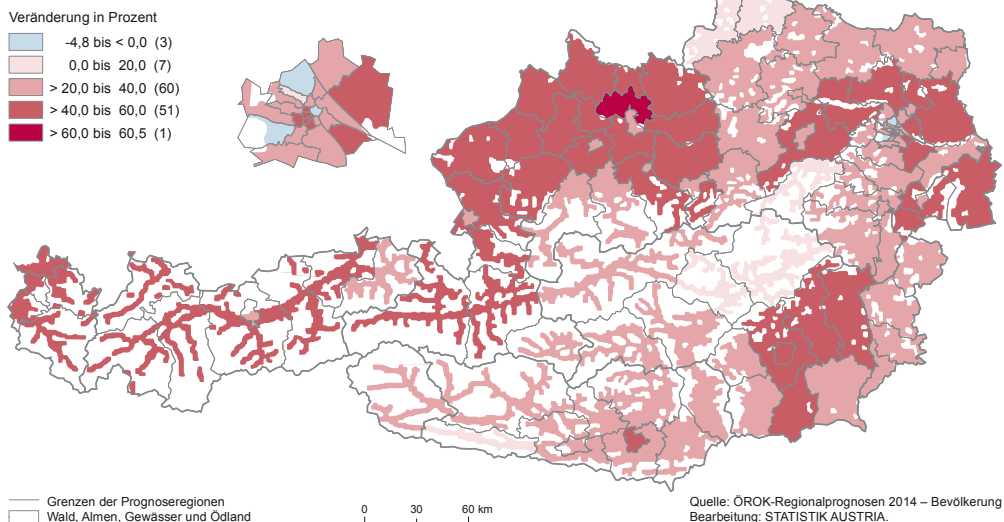 Veränderung in Prozent
-4,8 bis < 0,0 (3)
0,0 bis 20,0 (7)
> 20,0 bis 40,0 (60)
> 40,0 bis 60,0 (51)
> 60,0 bis 60,5 (1)
Grenzen der Prognoseregionen
Wald, Almen, Gewässer und Ödland
0 30 60 km
Quelle: ÖROK-Regionalprognosen 2014 – Bevölkerung
Bearbeitung: STATISTIK AUSTRIA.